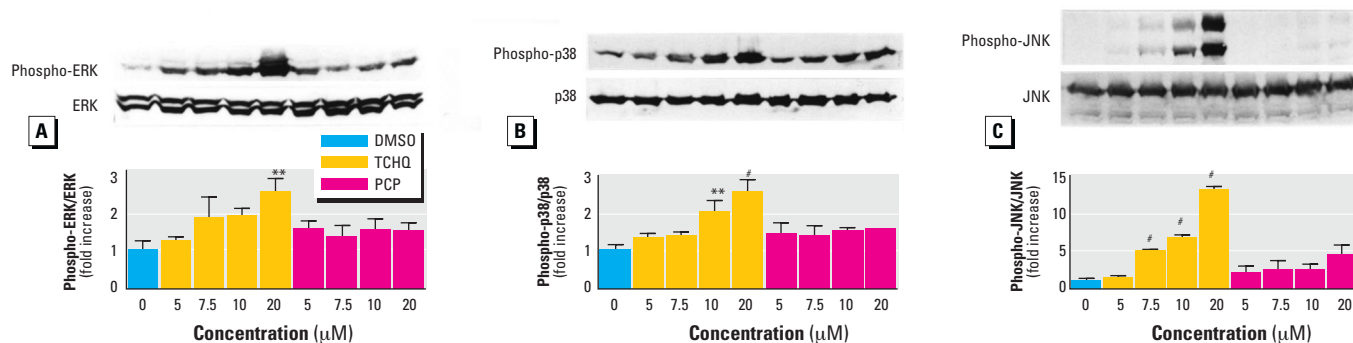 Phospho-ERK
ERK
A
DMSO
TCHQ
PCP
Phospho-ERK/ERK
(fold increase)
3
2
1
0
**
0 5 7.5 10 20 5 7.5 10 20
Concentration (μM)
Phospho-p38
p38
B
Phospho-p38/p38
(fold increase)
3
2
1
0
**
#
0 5 7.5 10 20 5 7.5 10 20
Concentration (μM)
Phospho-JNK
JNK
C
Phospho-JNK/JNK
(fold increase)
15
10
5
0
#
#
#
0 5 7.5 10 20 5 7.5 10 20
Concentration (μM)